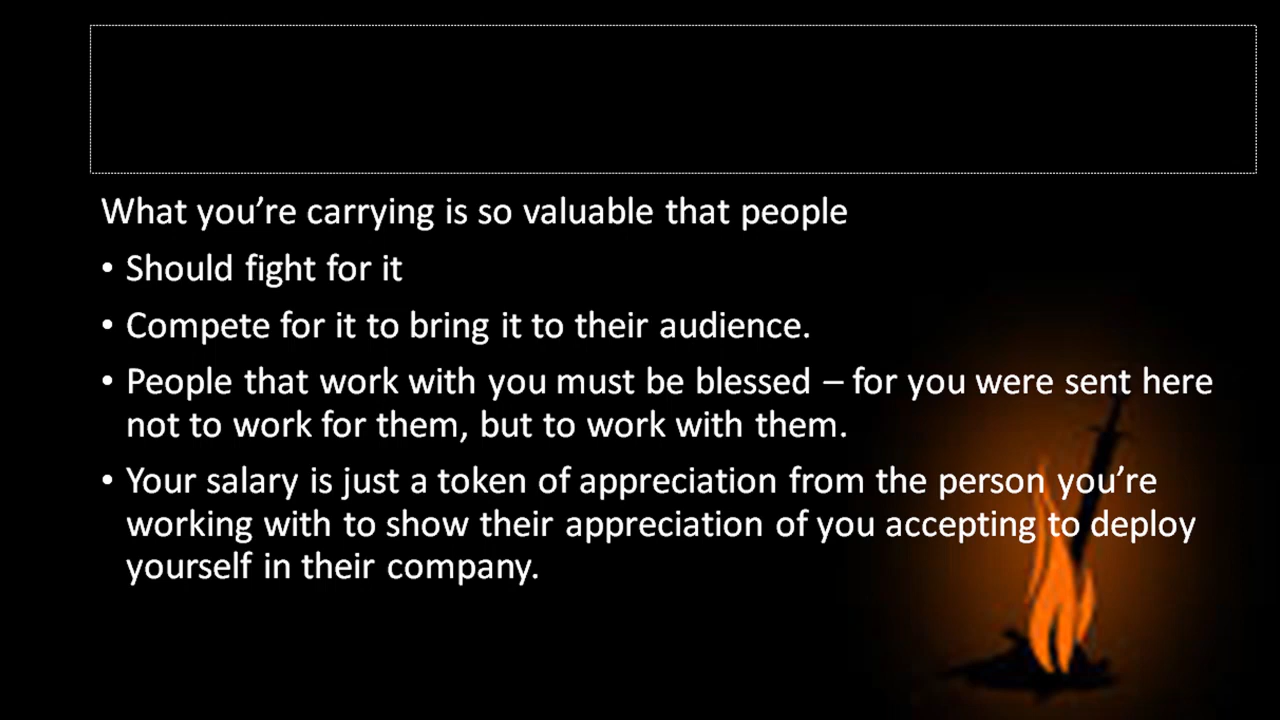 What you’re carrying is so valuable that people
• Should fight for it
• Compete for it to bring it to their audience.
• People that work with you must be blessed – for you were sent here
not to work for them, but to work with them.
• Your salary is just a token of appreciation from the person you’re
working with to show their appreciation of you accepting to deploy
yourself in their company.